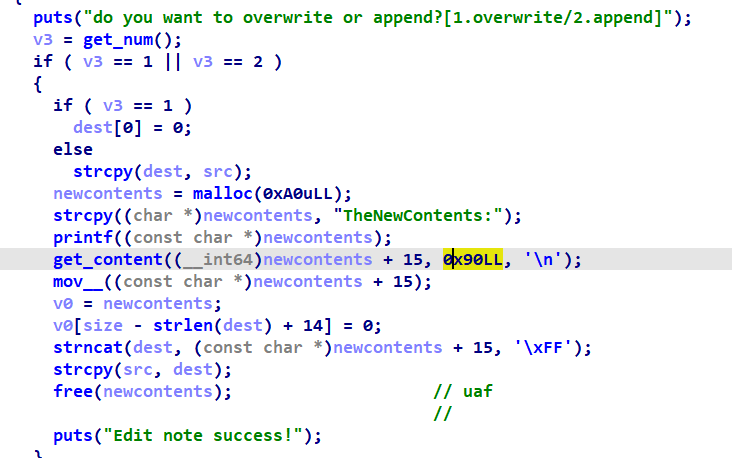 {
puts("do you want to overwrite or append?[1.overwrite/2.append]");
v3 = get_num();
if ( v3 == 1 || v3 == 2 )
{
if ( v3 == 1 )
dest[0] = 0;
else
strcpy(dest, src);
newcontents = malloc(0xA0uLL);
strcpy((char *)newcontents, "TheNewContents:");
printf((const char *)newcontents);
get_content((__int64)newcontents + 15, 0x90LL, '\n');
mov__((const char *)newcontents + 15);
v0 = newcontents;
v0[size - strlen(dest) + 14] = 0;
strncat(dest, (const char *)newcontents + 15, '\xFF');
strcpy(src, dest);
free(newcontents); // uaf
//
puts("Edit note success!");
}